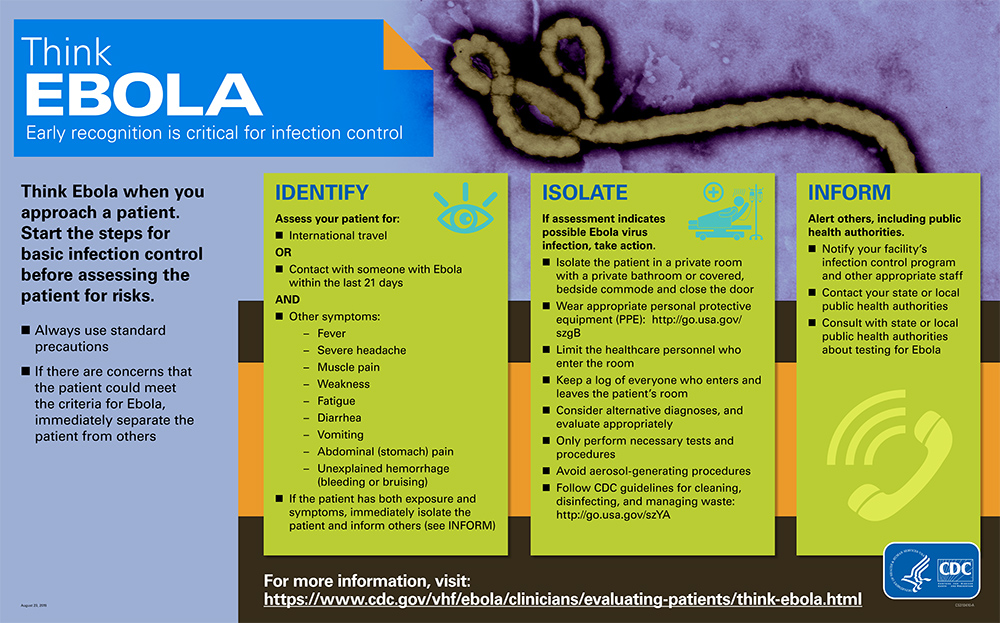 Think
EBOLA
Early recognition is critical for infection control
Think Ebola when you
approach a patient.
Start the steps for
basic infection control
before assessing the
patient for risks.
■ Always use standard
precautions
■ If there are concerns that
the patient could meet
the criteria for Ebola,
immediately separate the
patient from others
IDENTIFY
Assess your patient for:
■ International travel
OR
■ Contact with someone with Ebola
within the last 21 days
AND
■ Other symptoms:
– Fever
– Severe headache
– Muscle pain
– Weakness
– Fatigue
– Diarrhea
– Vomiting
– Abdominal (stomach) pain
– Unexplained hemorrhage
(bleeding or bruising)
■ If the patient has both exposure and
symptoms, immediately isolate the
patient and inform others (see INFORM)
ISOLATE
If assessment indicates
possible Ebola virus
infection, take action.
■ Isolate the patient in a private room
with a private bathroom or covered,
bedside commode and close the door
■ Wear appropriate personal protective
equipment (PPE): http://go.usa.gov/
szgB
■ Limit the healthcare personnel who
enter the room
■ Keep a log of everyone who enters and
leaves the patient's room
■ Consider alternative diagnoses, and
evaluate appropriately
■ Only perform necessary tests and
procedures
■ Avoid aerosol-generating procedures
■ Follow CDC guidelines for cleaning,
disinfecting, and managing waste:
http://go.usa.gov/szYA
INFORM
Alert others, including public
health authorities.
■ Notify your facility's
infection control program
and other appropriate staff
■ Contact your state or local
public health authorities
■ Consult with state or local
public health authorities
about testing for Ebola
For more information, visit:
https://www.cdc.gov/vhf/ebola/clinicians/evaluating-patients/think-ebola.html
CDC